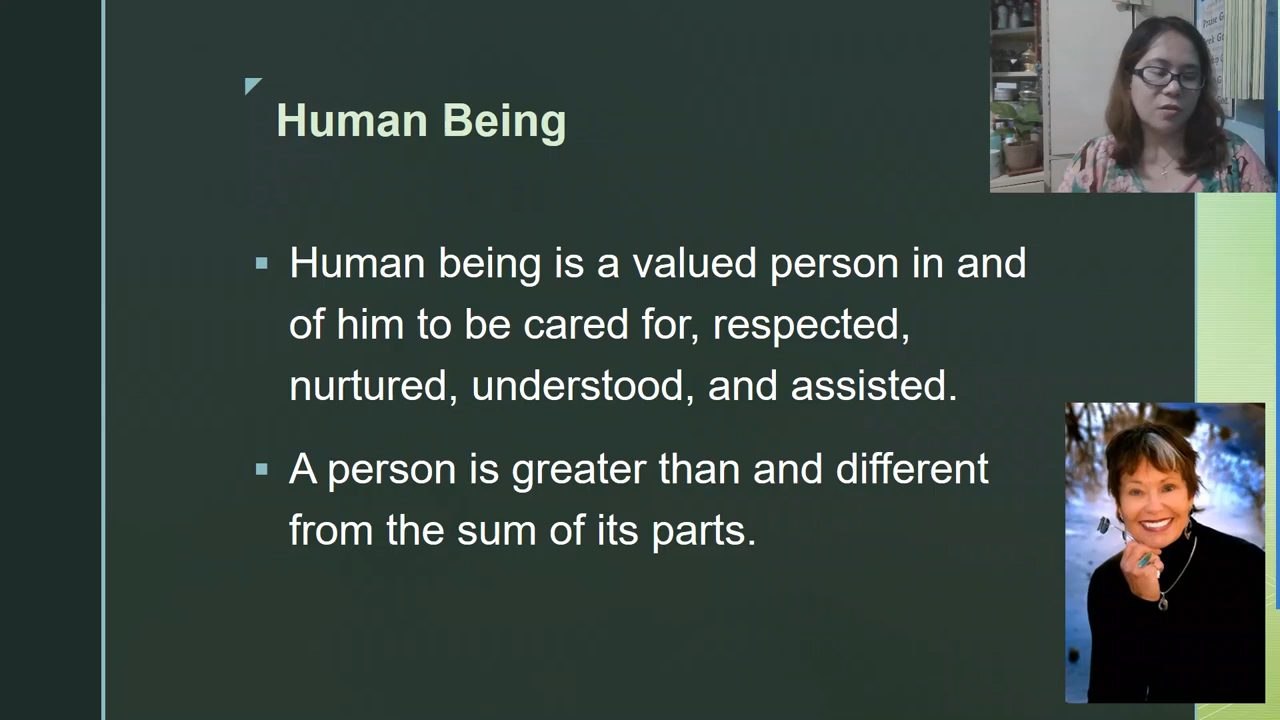 Human Being
Human being is a valued person in and
of him to be cared for, respected,
nurtured, understood, and assisted.
A person is greater than and different
from the sum of its parts.